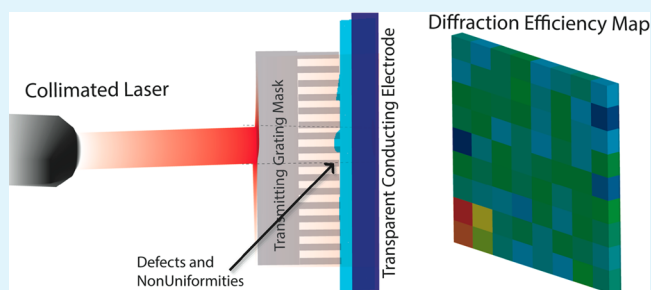 Diffraction Efficiency Map
Collimated Laser
Transmitting Grating Mask
Transparent Conducting Electrode
Defects and
NonUniformities